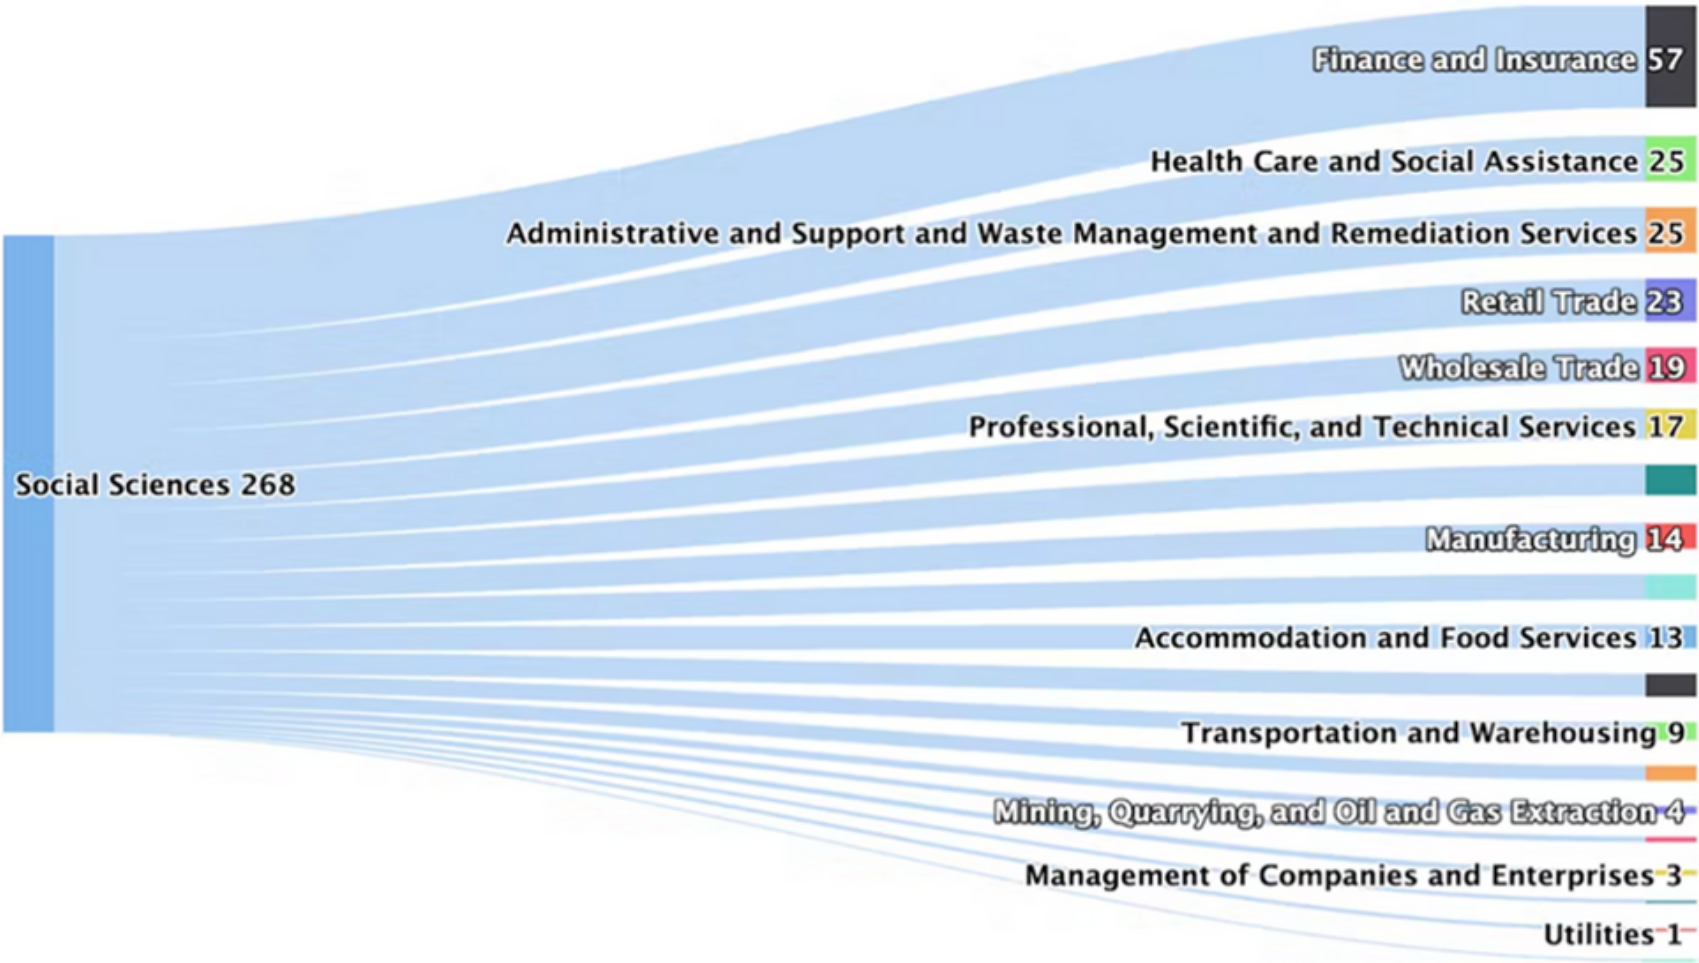 Finance and Insurance 57
Health Care and Social Assistance 25
Administrative and Support and Waste Management and Remediation Services 25
Retail Trade 23
Wholesale Trade 19
Professional, Scientific, and Technical Services 17
Social Sciences 268
Manufacturing 14
Accommodation and Food Services 13
Transportation and Warehousing 9
Mining, Quarrying, and Oil and Gas Extraction 4
Management of Companies and Enterprises 3
Utilities 1